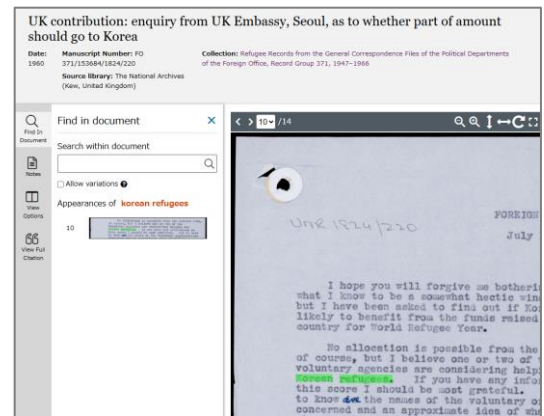 UK contribution: enquiry from UK Embassy, Seoul, as to whether part of amount
should go to Korea
Date:
1960
Manuscript Number: FO
371/153684/1824/220
Source library: The National Archives
(Kew, United Kingdom)
Collection: Refugee Records from the General Correspondence Files of the Political Departments
of the Foreign Office, Record Group 371, 1947-1966
Find In
Document
Notes
View
Options
View Full
Citation
Find in document
Search within document
Allow variations
Appearances of korean refugees
10
10 /14
UNR 1824/220
FOREIGN
July
I hope you will forgive me botheri
what I know to be a somewhat hectic
but I have been asked to find out if Ko
likely to benefit from the funds raised
country for World Refugee Year.
No allocation is possible from the
of course, but I believe one or two of
voluntary agencies are considering help
Korean refugees. If you have any info
this score I should be most grateful.
to know the names of the voluntary o
concerned and an approximate idea of